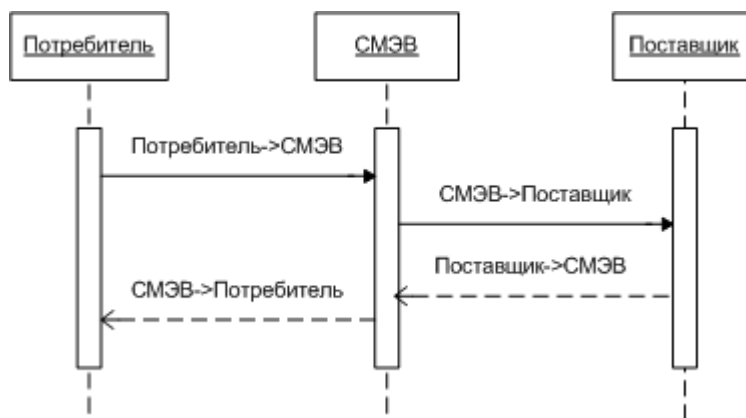 Потребитель
СМЭВ
Поставщик
Потребитель->СМЭВ
СМЭВ->Поставщик
Поставщик->СМЭВ
СМЭВ->Потребитель